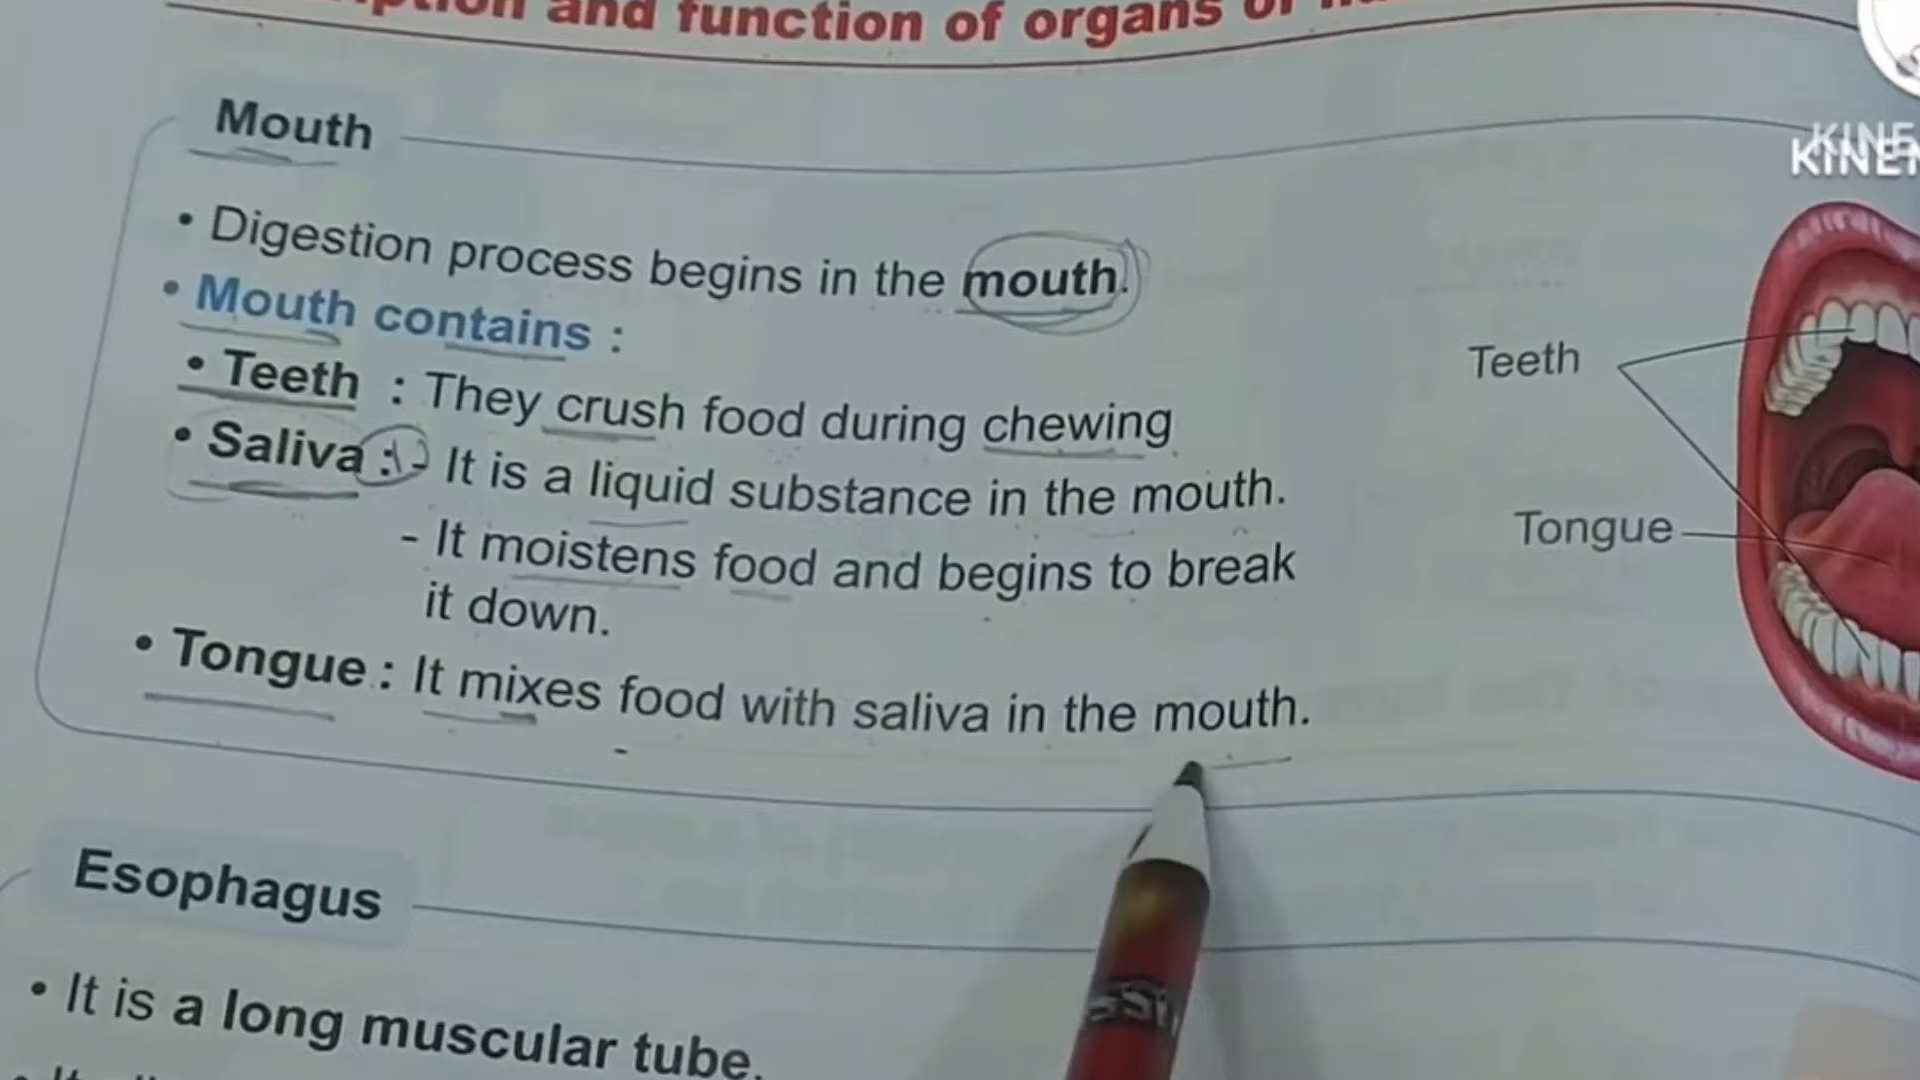 and function of organs
Mouth
• Digestion process begins in the mouth.
• Mouth contains :
• Teeth : They crush food during chewing
• Saliva : - It is a liquid substance in the mouth.
- It moistens food and begins to break
it down.
• Tongue : It mixes food with saliva in the mouth.
Teeth
Tongue
Esophagus
• It is a long muscular tube.